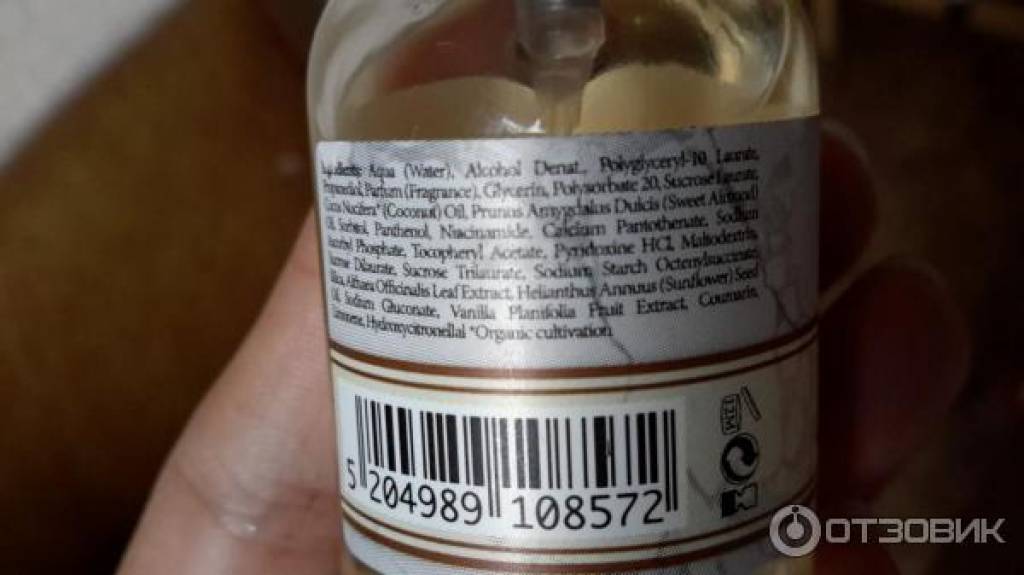 Ingredients: Aqua (Water), Alcohol Denat., Polyglyceryl-10 Laurate,
Propanediol, Parfum (Fragrance), Glycerin, Polysorbate 20, Sucrose Laurate,
Cocos Nucifera* (Coconut) Oil, Prunus Amygdalus Dulcis (Sweet Almond)
Oil, Sorbitol, Panthenol, Niacinamide, Calcium Pantothenate, Sodium
Ascorbyl Phosphate, Tocopheryl Acetate, Pyridoxine HCl, Maltodextrin,
Sucrose Dilaurate, Sucrose Trilaurate, Sodium Starch Octenylsuccinate,
Silica, Althaea Officinalis Leaf Extract, Helianthus Annuus (Sunflower) Seed
Oil, Sodium Gluconate, Vanilla Planifolia Fruit Extract, Coumarin,
Limonene, Hydroxycitronellal *Organic cultivation
12M
5 204989 108572
ОТЗОВИК